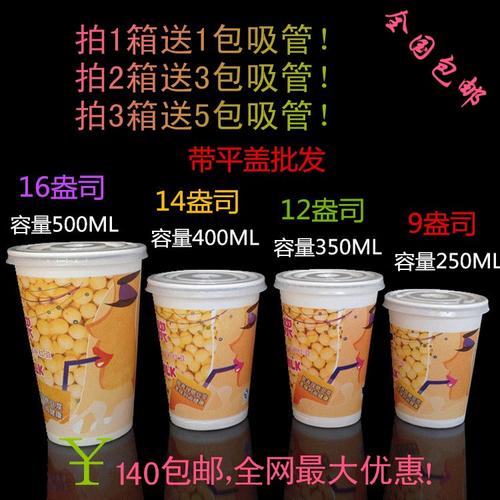 拍1箱送1包吸管!
拍2箱送3包吸管!
拍3箱送5包吸管!
全国包邮
带平盖批发
16盎司
容量500ML
14盎司
容量400ML
12盎司
容量350ML
9盎司
容量250ML
¥140包邮,全网最大优惠!